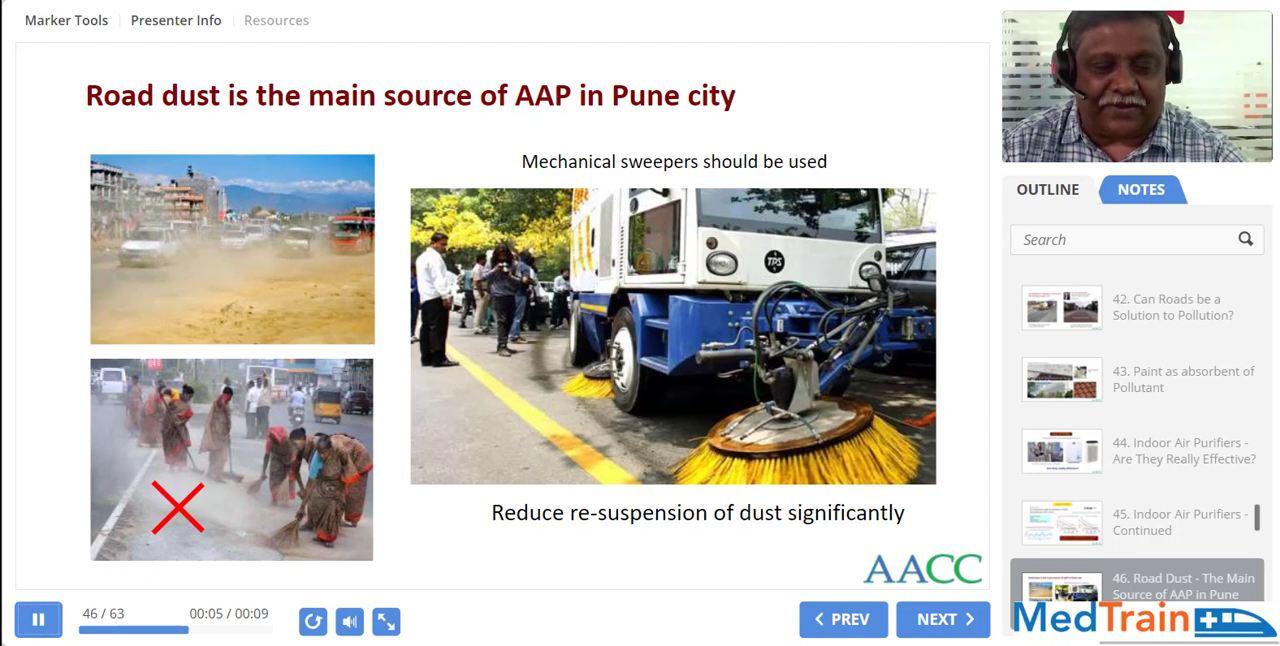 Marker Tools
Presenter Info
Resources
Road dust is the main source of AAP in Pune city
Mechanical sweepers should be used
TPS
Reduce re-suspension of dust significantly
AACC
46 / 63
00:05 / 00:09
PREV
NEXT
OUTLINE
NOTES
Search
42. Can Roads be a
Solution to Pollution?
43. Paint as absorbent of
Pollutant
44. Indoor Air Purifiers -
Are They Really Effective?
45. Indoor Air Purifiers -
Continued
46. Road Dust - The Main
Source of AAP in Pune
MedTrain